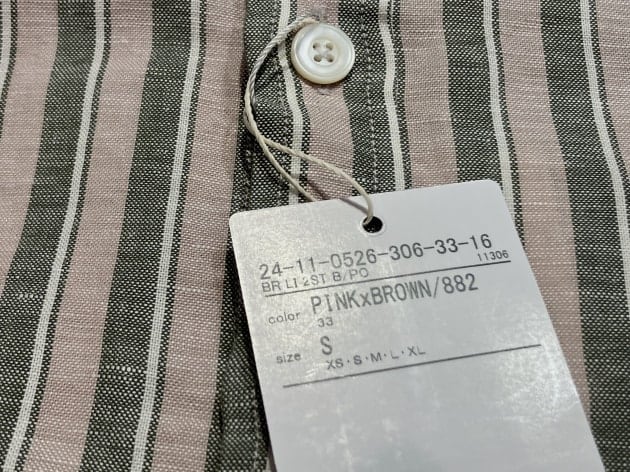 24-11-0526-306-33-16
BR LI 2ST B/PO 11306
color PINKxBROWN/882
33
size S
XS・S・M・L・XL